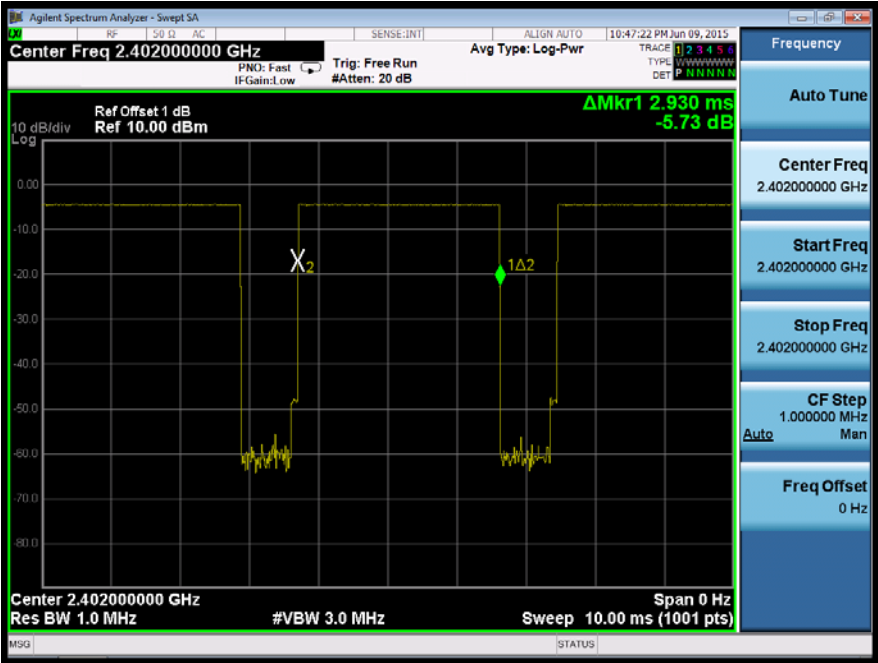 Agilent Spectrum Analyzer - Swept SA
LXI
RF 50 Ω AC SENSE:INT ALIGN AUTO 10:47:22 PM Jun 09, 2015
Center Freq 2.402000000 GHz
PNO: Fast
IFGain:Low
Trig: Free Run
#Atten: 20 dB
Avg Type: Log-Pwr
TRACE 1 2 3 4 5 6
TYPE WWWWWW
DET P N N N N N
Ref Offset 1 dB
10 dB/div Ref 10.00 dBm
Log
ΔMkr1 2.930 ms
-5.73 dB
0.00
-10.0
-20.0
-30.0
-40.0
-50.0
-60.0
-70.0
-80.0
X2
1Δ2
Center 2.402000000 GHz Span 0 Hz
Res BW 1.0 MHz #VBW 3.0 MHz Sweep 10.00 ms (1001 pts)
MSG STATUS
Frequency
Auto Tune
Center Freq
2.402000000 GHz
Start Freq
2.402000000 GHz
Stop Freq
2.402000000 GHz
CF Step
1.000000 MHz
Auto Man
Freq Offset
0 Hz